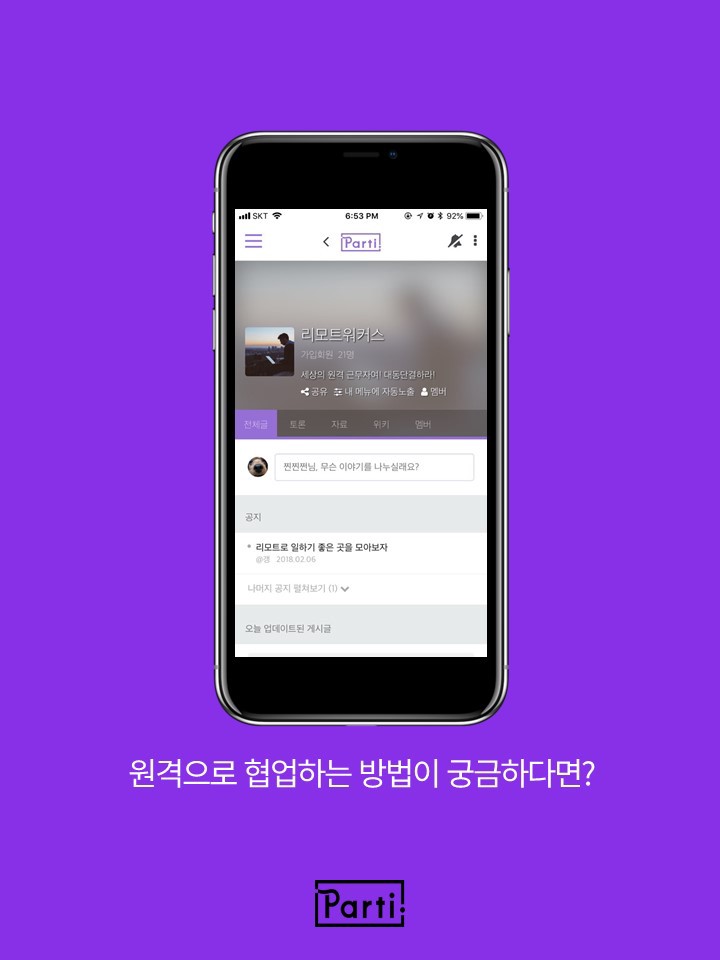 SKT 6:53 PM 92%
Parti
리모트워커스
가입회원 21명
세상의 원격 근무자여! 대동단결하라!
공유 내 메뉴에 자동노출 멤버
전체글 토론 자료 위키 멤버
찐찐쩐님, 무슨 이야기를 나누실래요?
공지
리모트로 일하기 좋은 곳을 모아보자
@갱 2018.02.06
나머지 공지 펼쳐보기 (1)
오늘 업데이트된 게시글
원격으로 협업하는 방법이 궁금하다면?
Parti